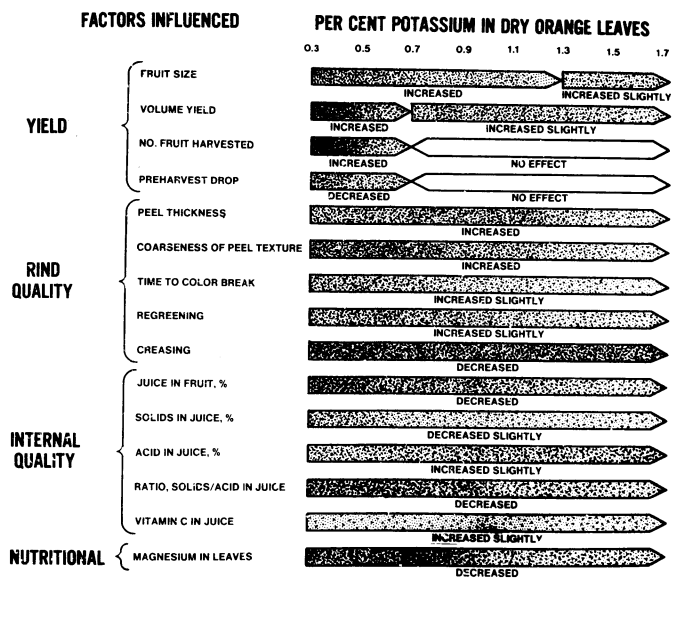 FACTORS INFLUENCED
PER CENT POTASSIUM IN DRY ORANGE LEAVES
0.3 0.5 0.7 0.9 1.1 1.3 1.5 1.7
YIELD
FRUIT SIZE
INCREASED
INCREASED SLIGHTLY
VOLUME YIELD
INCREASED
INCREASED SLIGHTLY
NO. FRUIT HARVESTED
INCREASED
NO EFFECT
PREHARVEST DROP
DECREASED
NO EFFECT
RIND
QUALITY
PEEL THICKNESS
INCREASED
COARSENESS OF PEEL TEXTURE
INCREASED
TIME TO COLOR BREAK
INCREASED SLIGHTLY
REGREENING
INCREASED SLIGHTLY
CREASING
DECREASED
INTERNAL
QUALITY
JUICE IN FRUIT, %
DECREASED
SOLIDS IN JUICE, %
DECREASED SLIGHTLY
ACID IN JUICE, %
INCREASED SLIGHTLY
RATIO, SOLIDS/ACID IN JUICE
DECREASED
VITAMIN C IN JUICE
INCREASED SLIGHTLY
NUTRITIONAL
MAGNESIUM IN LEAVES
DECREASED